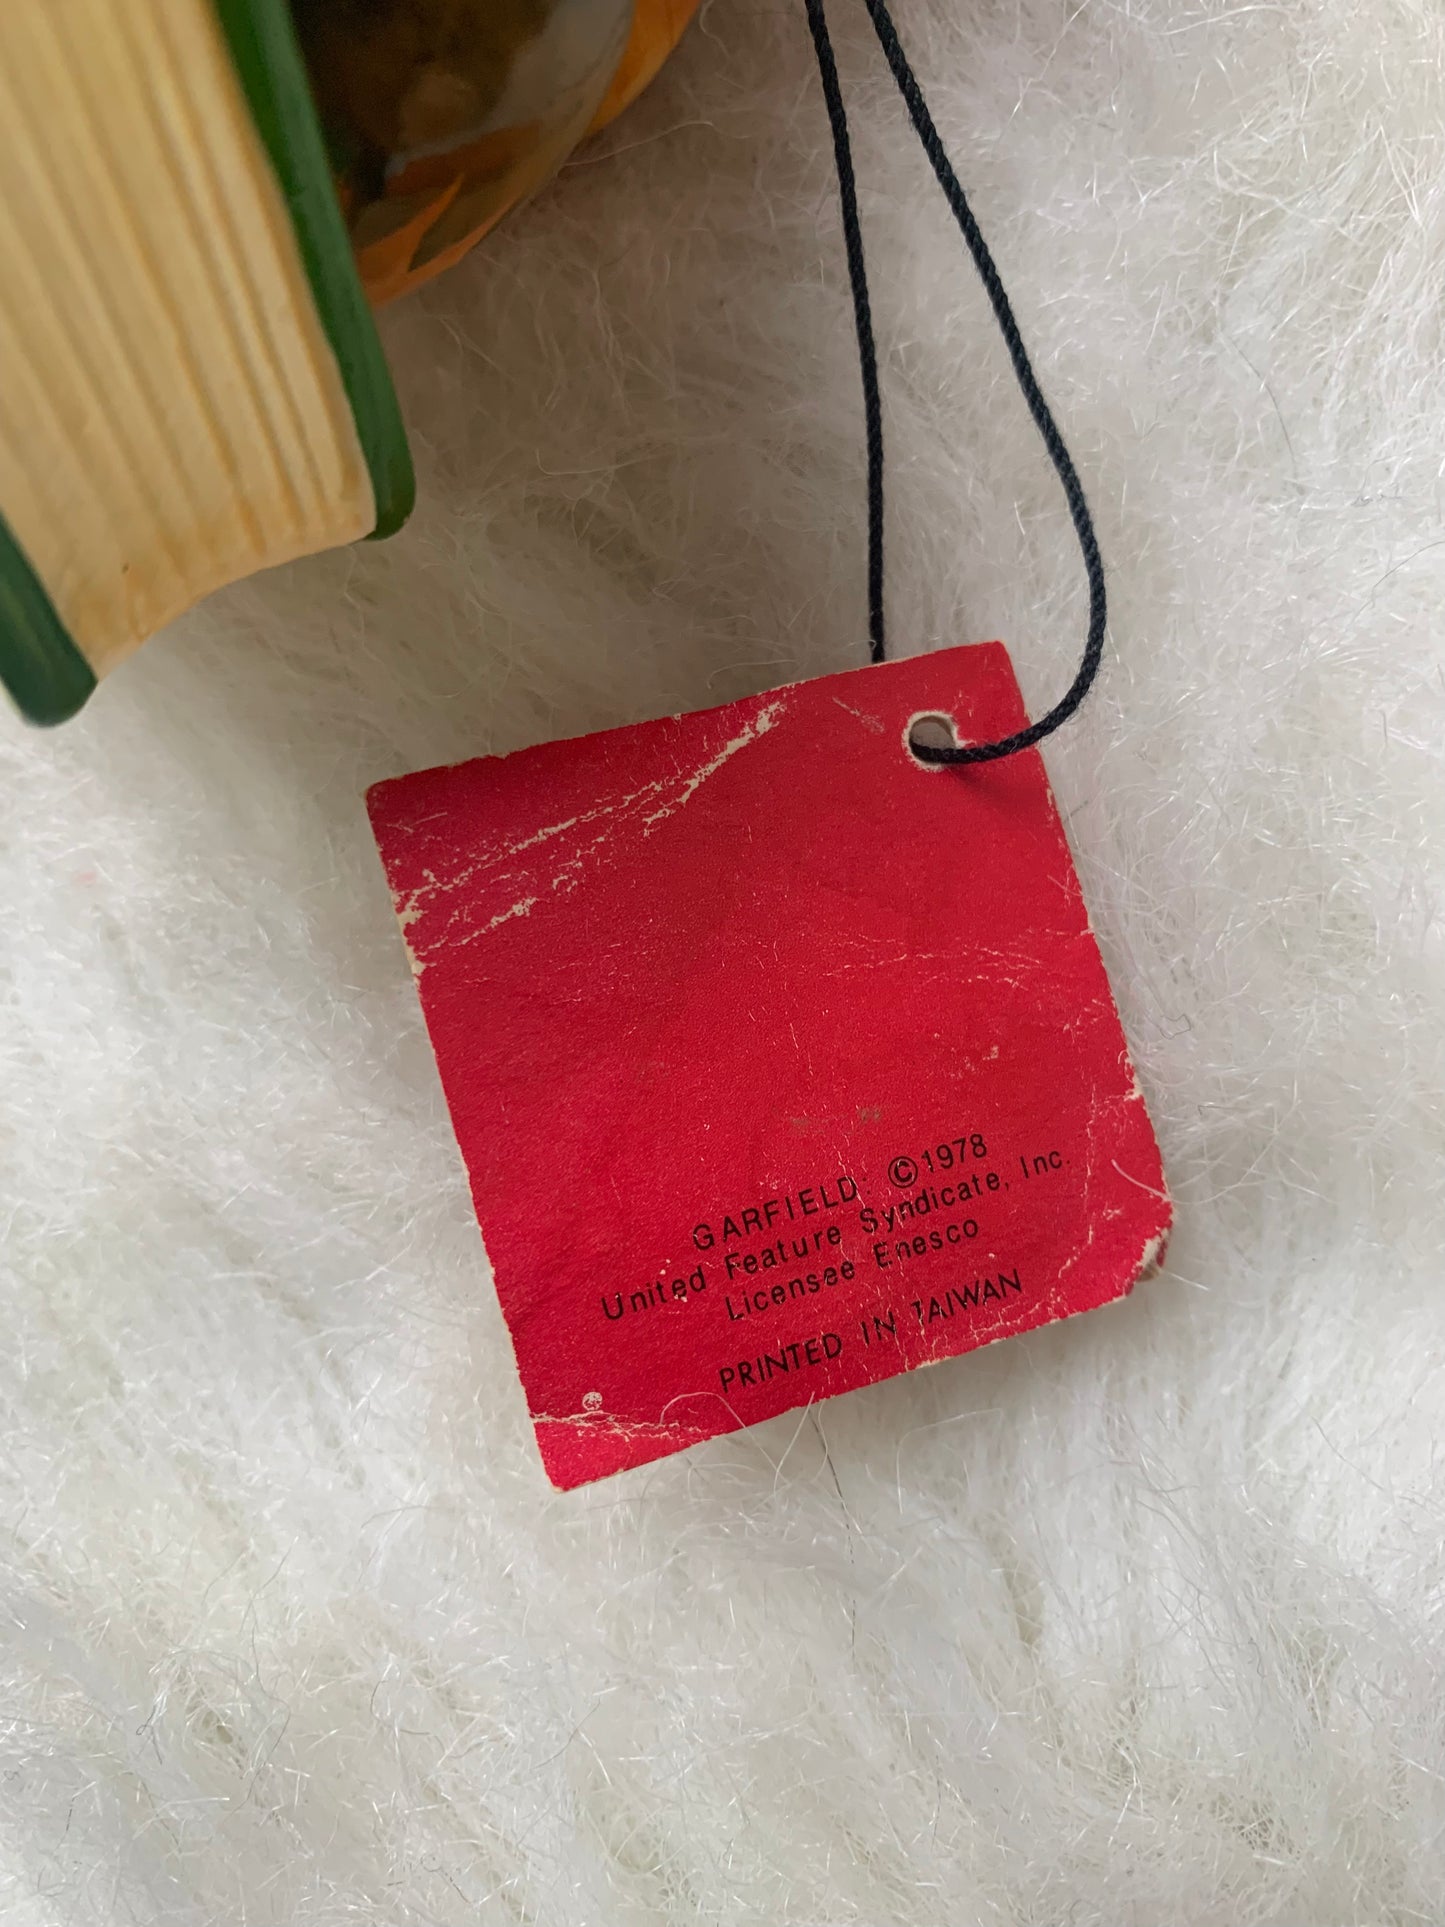 GARFIELD: ©1978
United Feature Syndicate, Inc.
Licensee Enesco
PRINTED IN TAIWAN